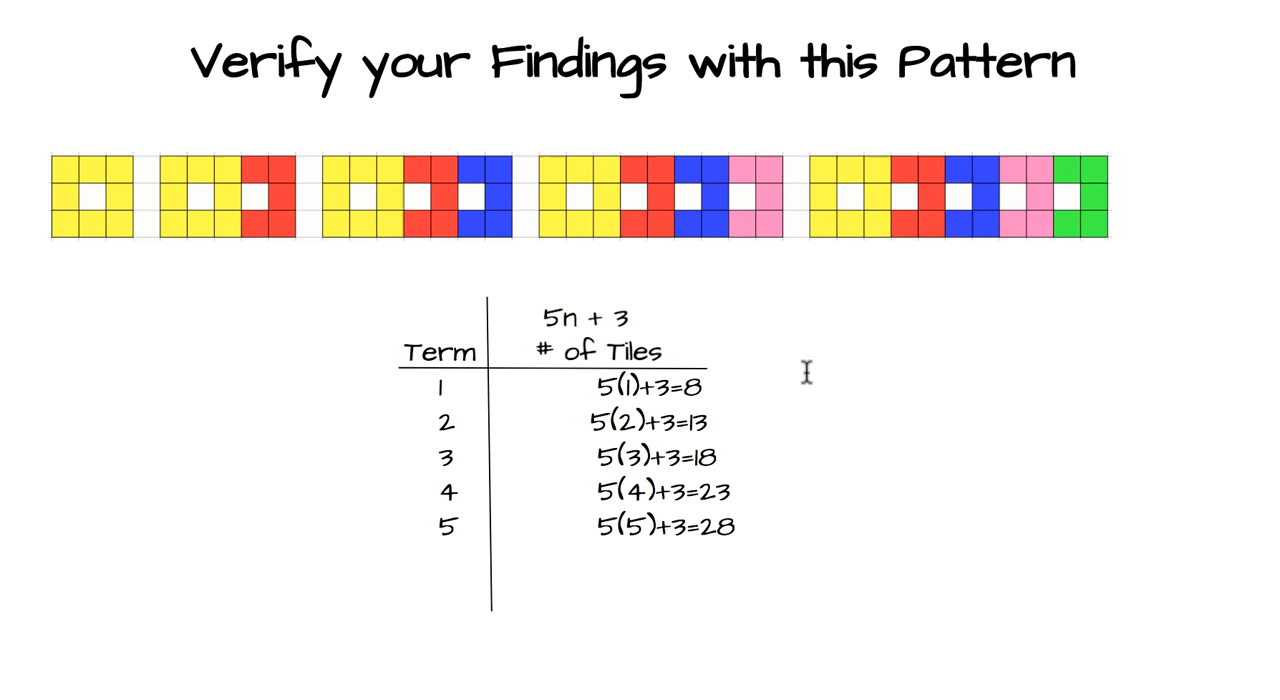 Verify your Findings with this Pattern
5n + 3
Term # of Tiles
1 5(1)+3=8
2 5(2)+3=13
3 5(3)+3=18
4 5(4)+3=23
5 5(5)+3=28